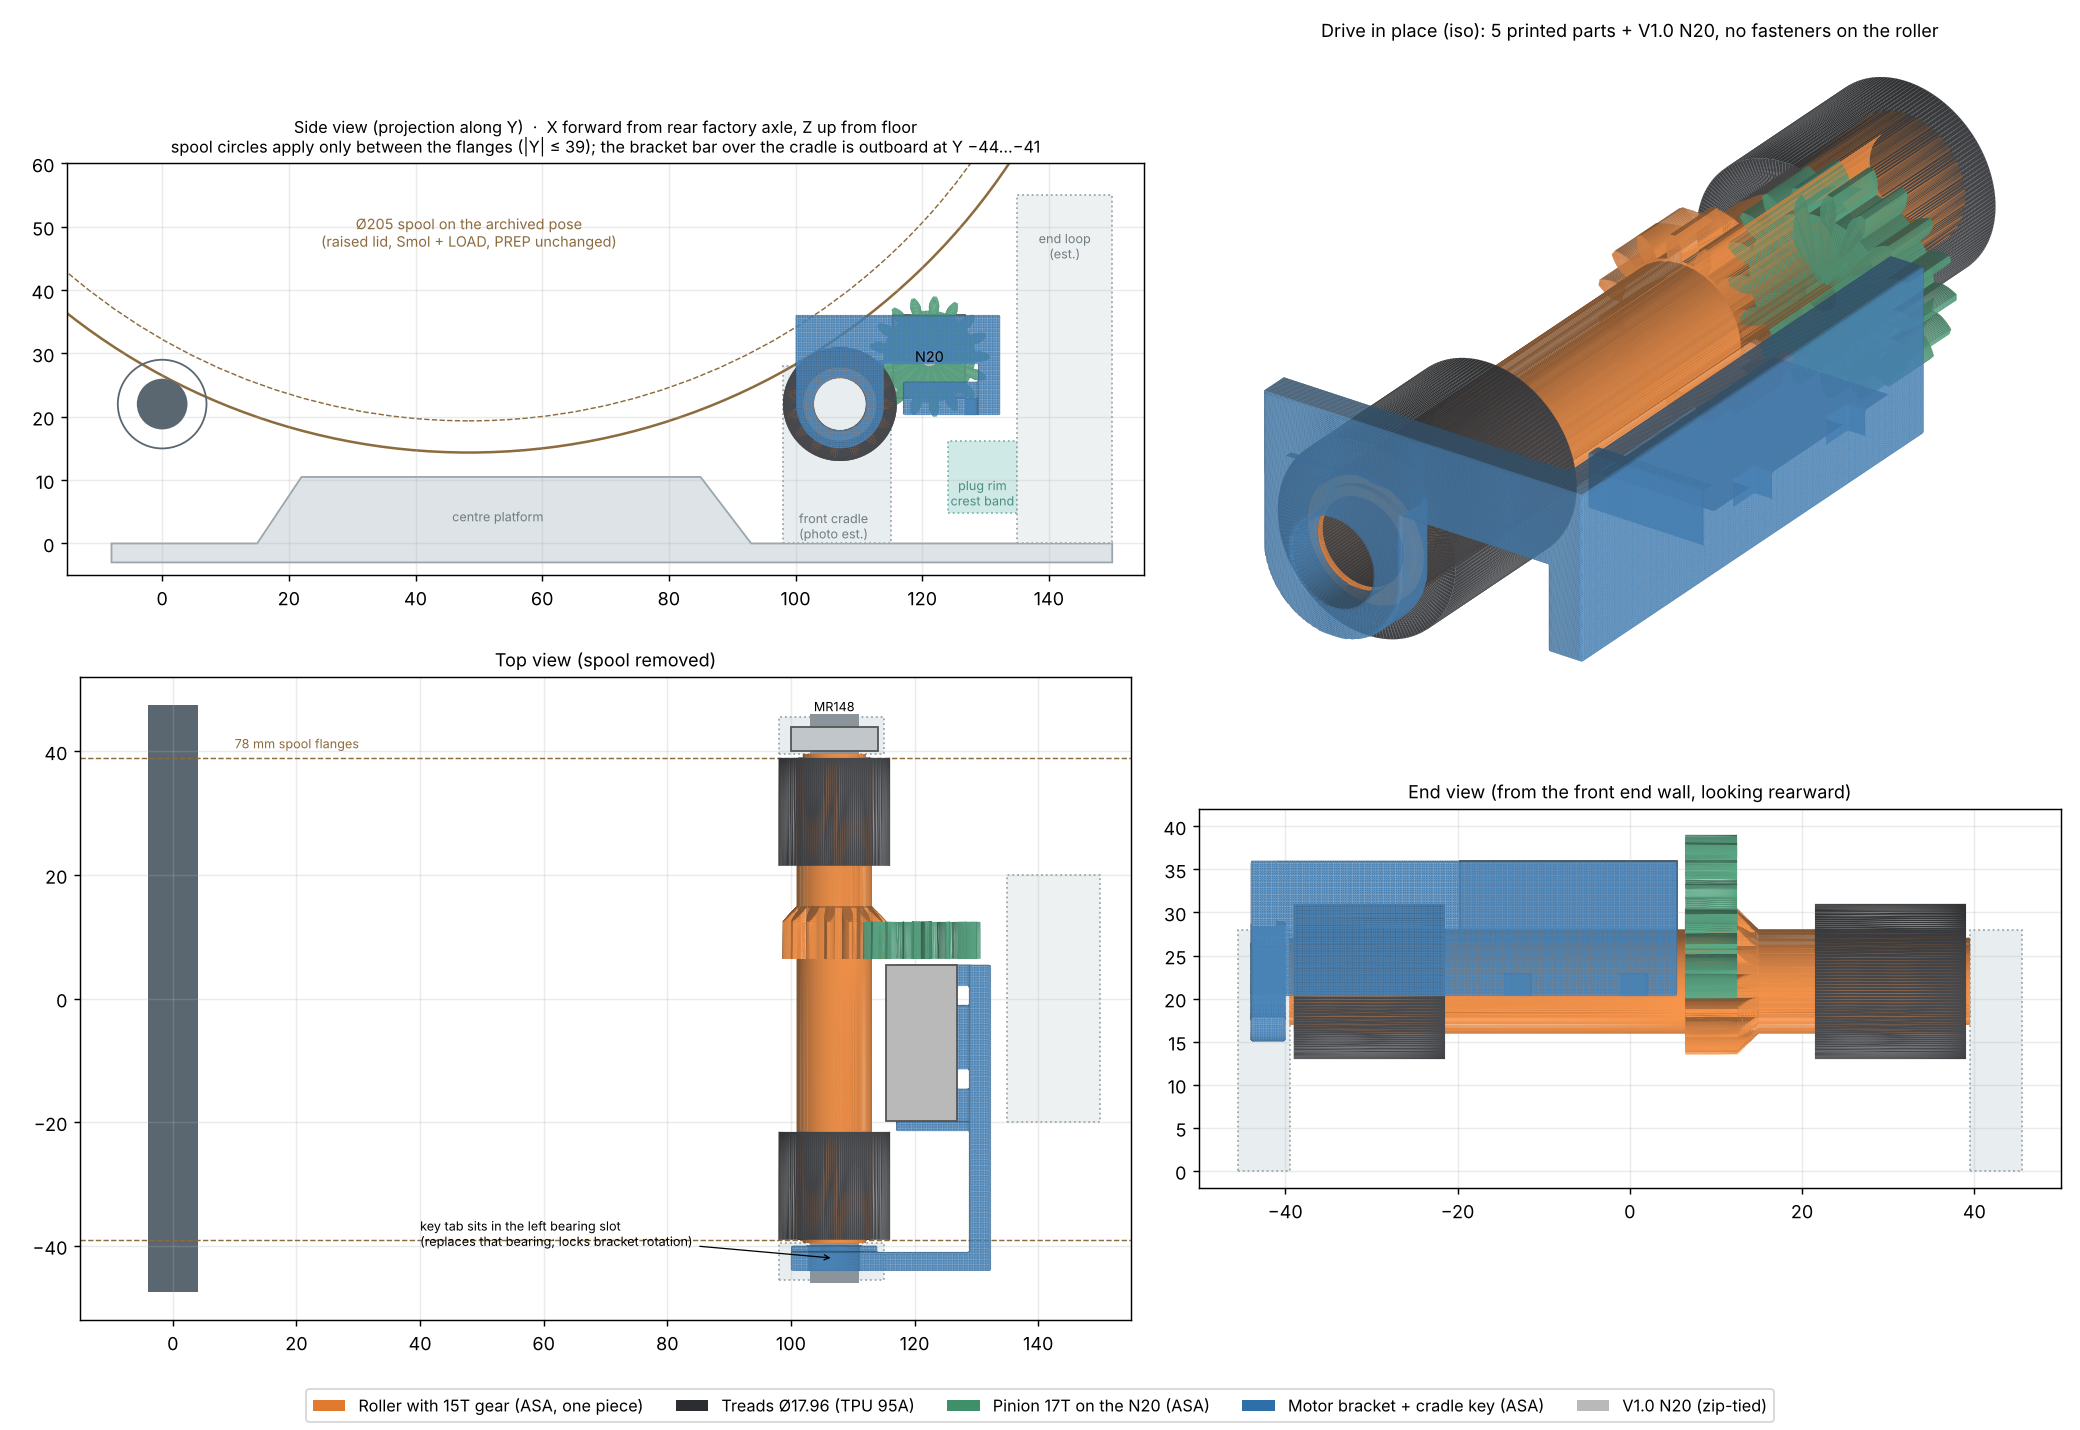 Drive in place (iso): 5 printed parts + V1.0 N20, no fasteners on the roller
Side view (projection along Y)  ·  X forward from rear factory axle, Z up from floor
spool circles apply only between the flanges (|Y| ≤ 39); the bracket bar over the cradle is outboard at Y −44…−41
60
50
40
30
20
10
0
Ø205 spool on the archived pose
(raised lid, Smol + LOAD, PREP unchanged)
end loop
(est.)
N20
plug rim
crest band
centre platform
front cradle
(photo est.)
0
20
40
60
80
100
120
140
Top view (spool removed)
MR148
78 mm spool flanges
40
20
0
−20
−40
key tab sits in the left bearing slot
(replaces that bearing; locks bracket rotation)
0
20
40
60
80
100
120
140
End view (from the front end wall, looking rearward)
40
35
30
25
20
15
10
5
0
−40
−20
0
20
40
Roller with 15T gear (ASA, one piece)
Treads Ø17.96 (TPU 95A)
Pinion 17T on the N20 (ASA)
Motor bracket + cradle key (ASA)
V1.0 N20 (zip-tied)